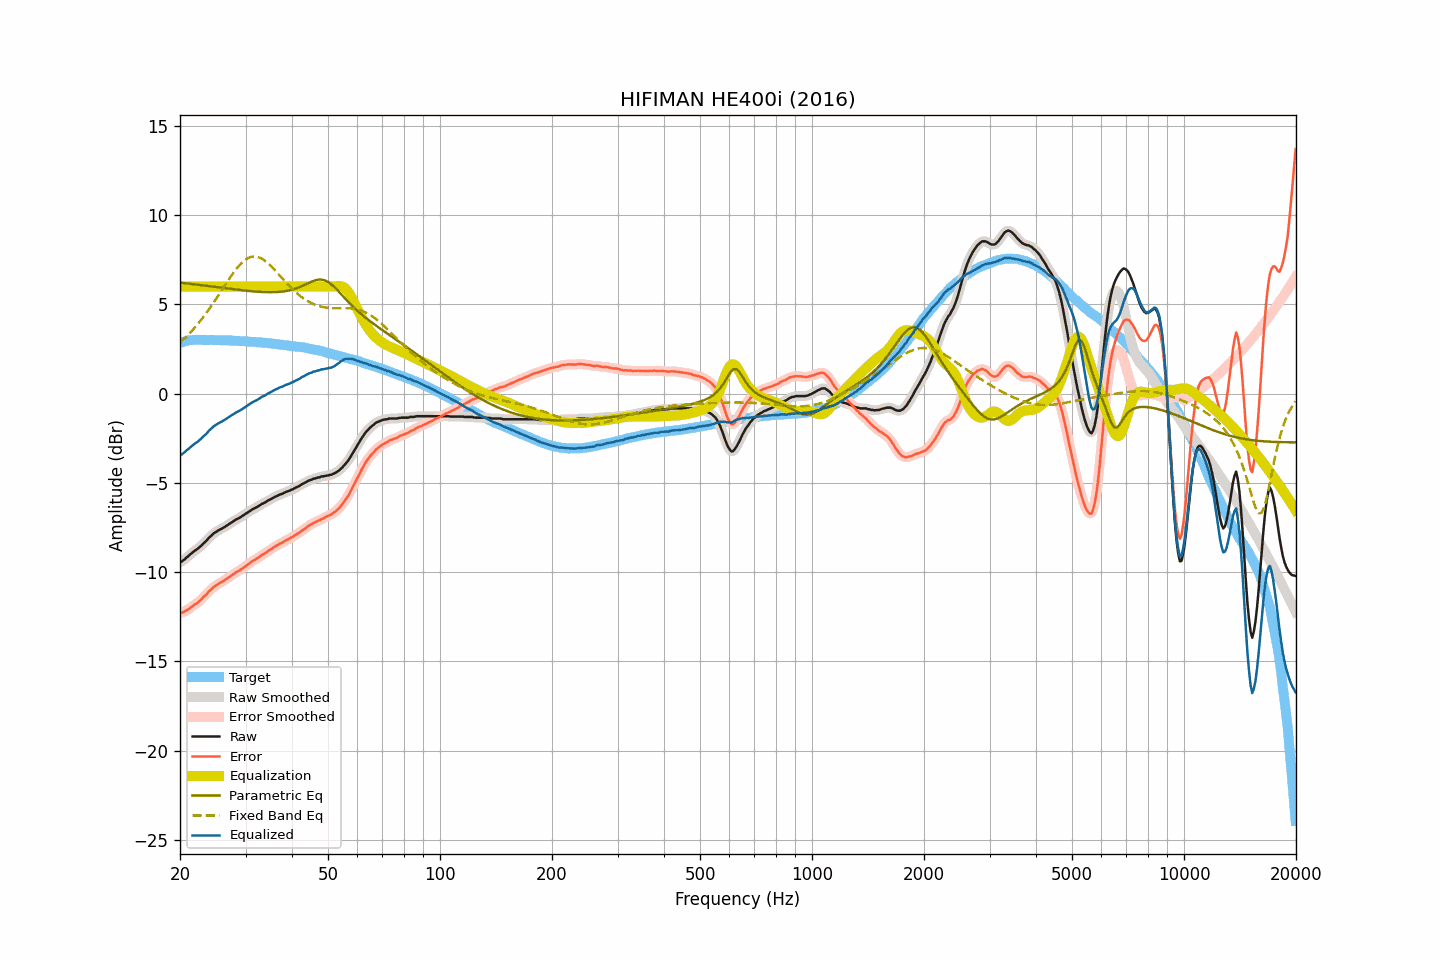 HIFIMAN HE400i (2016)
Amplitude (dBr)
15
10
5
0
−5
−10
−15
−20
−25
Target
Raw Smoothed
Error Smoothed
Raw
Error
Equalization
Parametric Eq
Fixed Band Eq
Equalized
20 50 100 200 500 1000 2000 5000 10000 20000
Frequency (Hz)